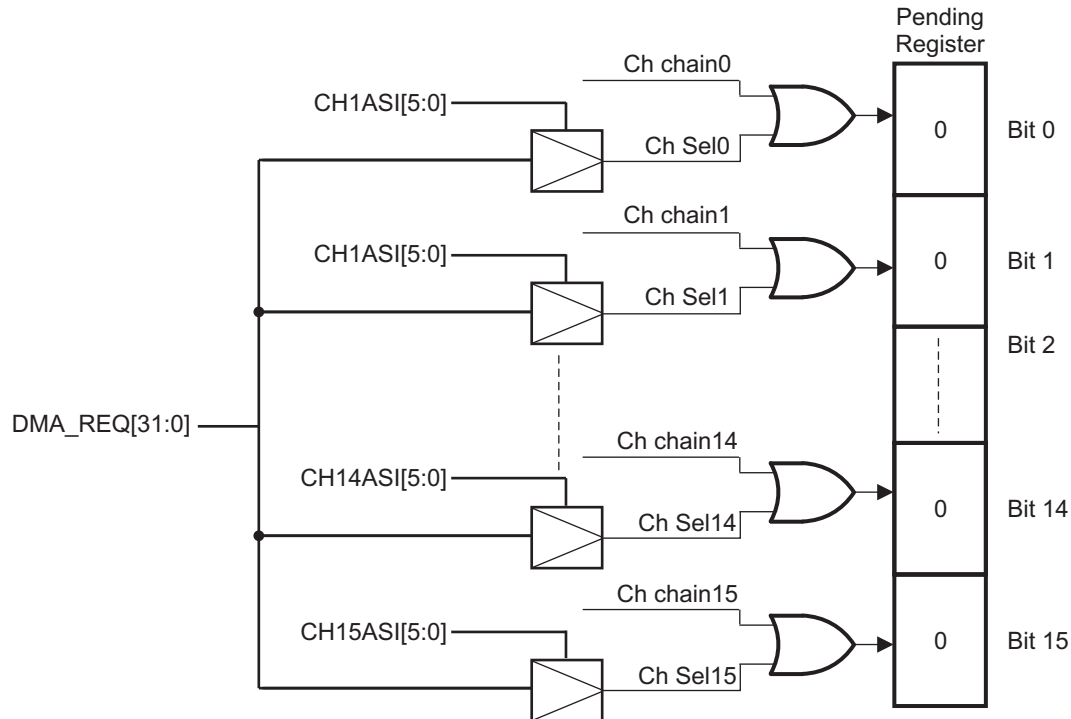 Pending
Register
Ch chain0
CH1ASI[5:0]
0
Bit 0
Ch Sel0
Ch chain1
CH1ASI[5:0]
0
Bit 1
Ch Sel1
Bit 2
DMA_REQ[31:0]
Ch chain14
CH14ASI[5:0]
0
Bit 14
Ch Sel14
Ch chain15
CH15ASI[5:0]
0
Bit 15
Ch Sel15